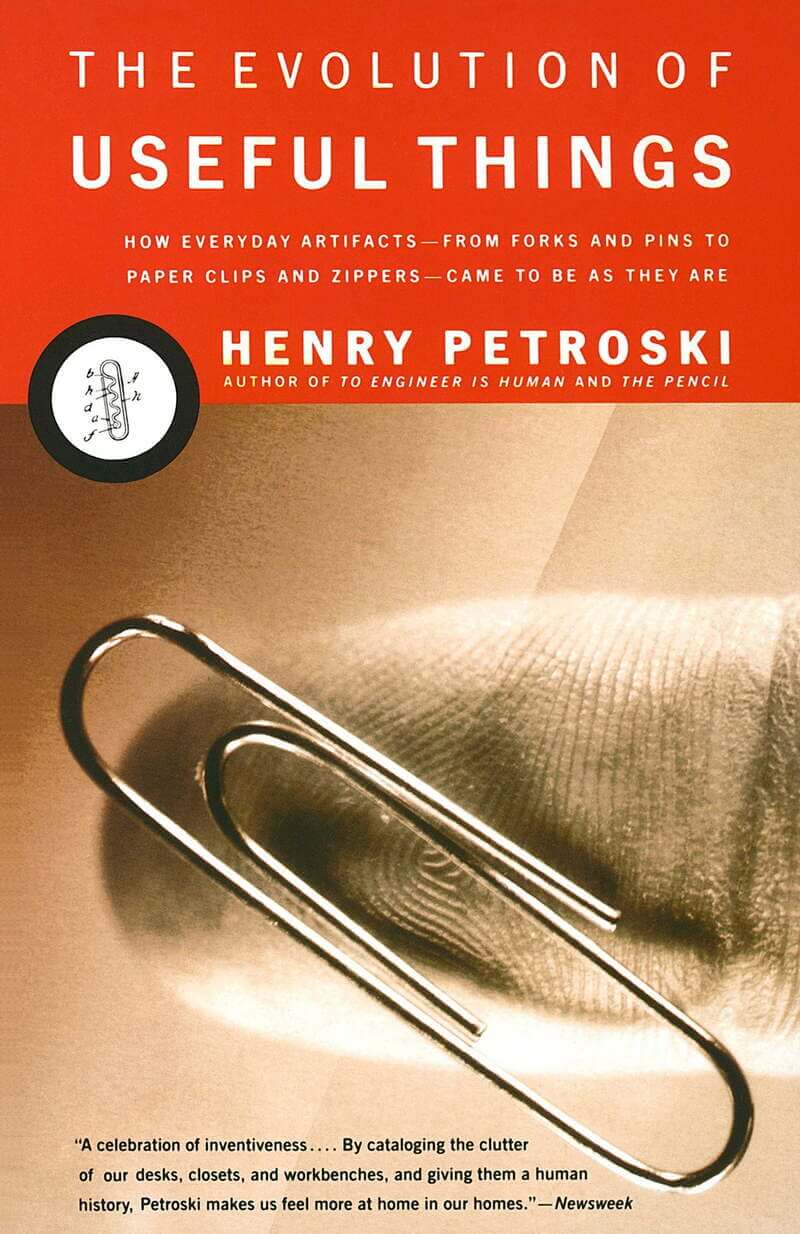 THE EVOLUTION OF
USEFUL THINGS
HOW EVERYDAY ARTIFACTS—FROM FORKS AND PINS TO
PAPER CLIPS AND ZIPPERS—CAME TO BE AS THEY ARE
HENRY PETROSKI
AUTHOR OF TO ENGINEER IS HUMAN AND THE PENCIL
b
A
h
h
d
a
f
“A celebration of inventiveness.... By cataloging the clutter
of our desks, closets, and workbenches, and giving them a human
history, Petroski makes us feel more at home in our homes.”—Newsweek